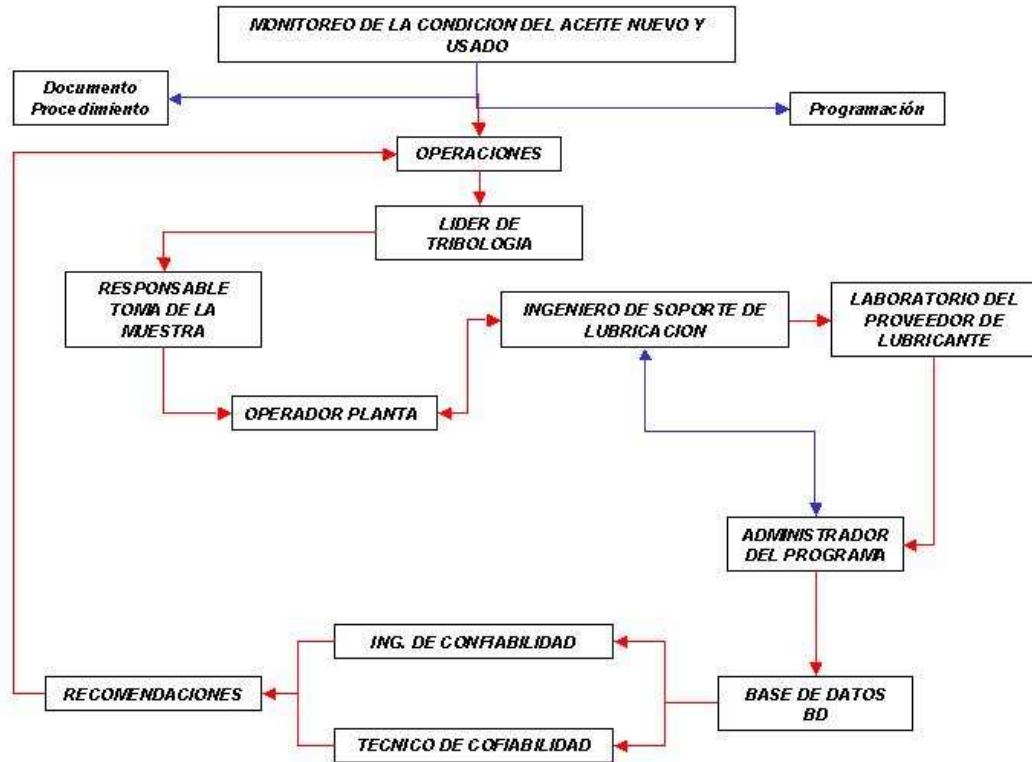 MONITOREO DE LA CONDICION DEL ACEITE NUEVO Y
USADO
Documento
Procedimiento
Programación
OPERACIONES
LIDER DE
TRIBOLOGIA
RESPONSABLE
TOMA DE LA
MUESTRA
INGENIERO DE SOPORTE DE
LUBRICACION
LABORATORIO DEL
PROVEEDOR DE
LUBRICANTE
OPERADOR PLANTA
ADMINISTRADOR
DEL PROGRAMA
ING. DE CONFIABILIDAD
RECOMENDACIONES
BASE DE DATOS
BD
TECNICO DE COFIABILIDAD